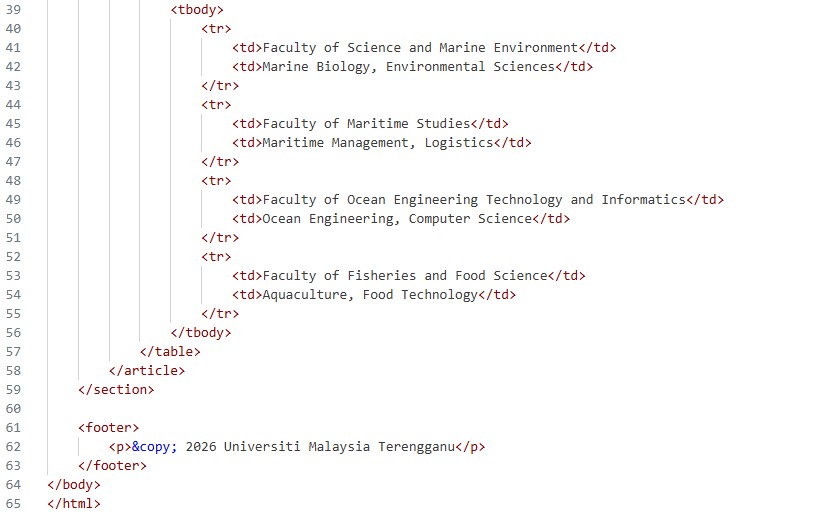 39 <tbody>
40 <tr>
41 <td>Faculty of Science and Marine Environment</td>
42 <td>Marine Biology, Environmental Sciences</td>
43 </tr>
44 <tr>
45 <td>Faculty of Maritime Studies</td>
46 <td>Maritime Management, Logistics</td>
47 </tr>
48 <tr>
49 <td>Faculty of Ocean Engineering Technology and Informatics</td>
50 <td>Ocean Engineering, Computer Science</td>
51 </tr>
52 <tr>
53 <td>Faculty of Fisheries and Food Science</td>
54 <td>Aquaculture, Food Technology</td>
55 </tr>
56 </tbody>
57 </table>
58 </article>
59 </section>
60
61 <footer>
62 <p>&copy; 2026 Universiti Malaysia Terengganu</p>
63 </footer>
64 </body>
65 </html>